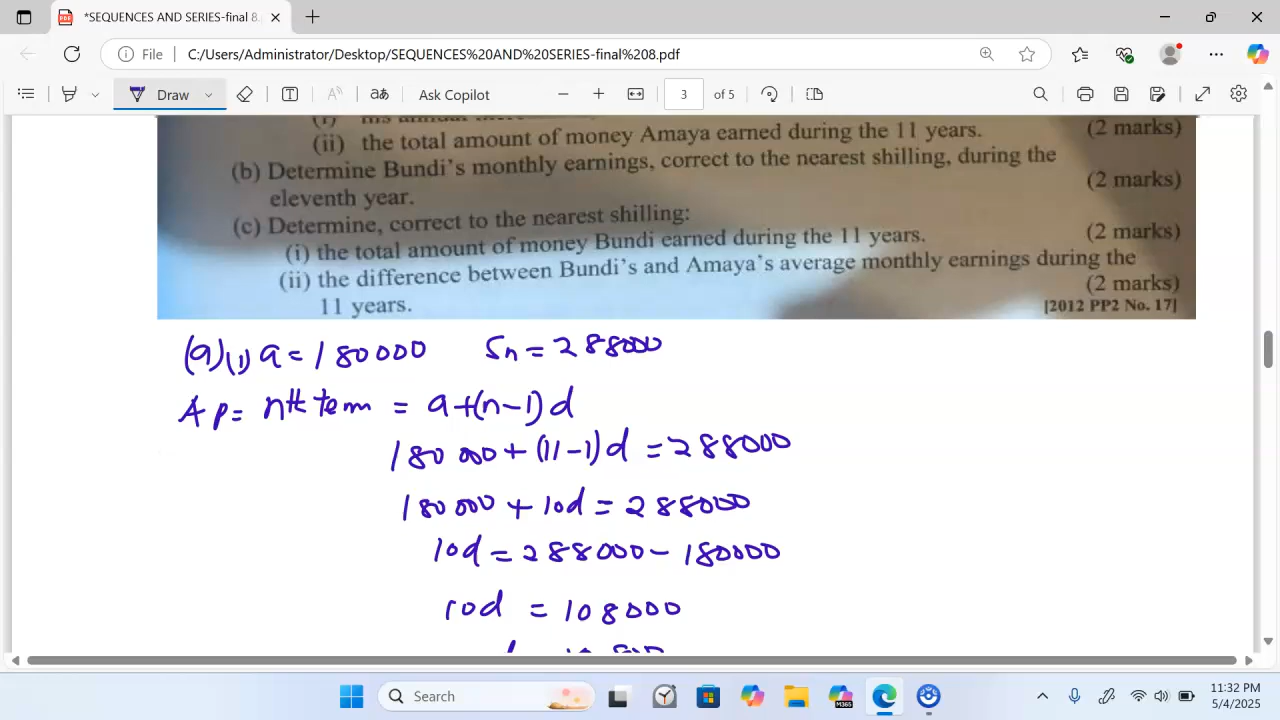 *SEQUENCES AND SERIES-final 8.
File C:/Users/Administrator/Desktop/SEQUENCES%20AND%20SERIES-final%208.pdf
Draw Ask Copilot 3 of 5
(ii) the total amount of money Amaya earned during the 11 years. (2 marks)
(b) Determine Bundi's monthly earnings, correct to the nearest shilling, during the
eleventh year. (2 marks)
(c) Determine, correct to the nearest shilling:
(i) the total amount of money Bundi earned during the 11 years. (2 marks)
(ii) the difference between Bundi's and Amaya's average monthly earnings during the
11 years. (2 marks)
[2012 PP2 No. 17]
(a)(i) a = 180000 Sn = 288000
AP = nth term = a+(n-1)d
180000 + (11-1)d = 288000
180000 + 10d = 288000
10d = 288000 - 180000
10d = 108000
Search
11:32 PM
5/4/2025